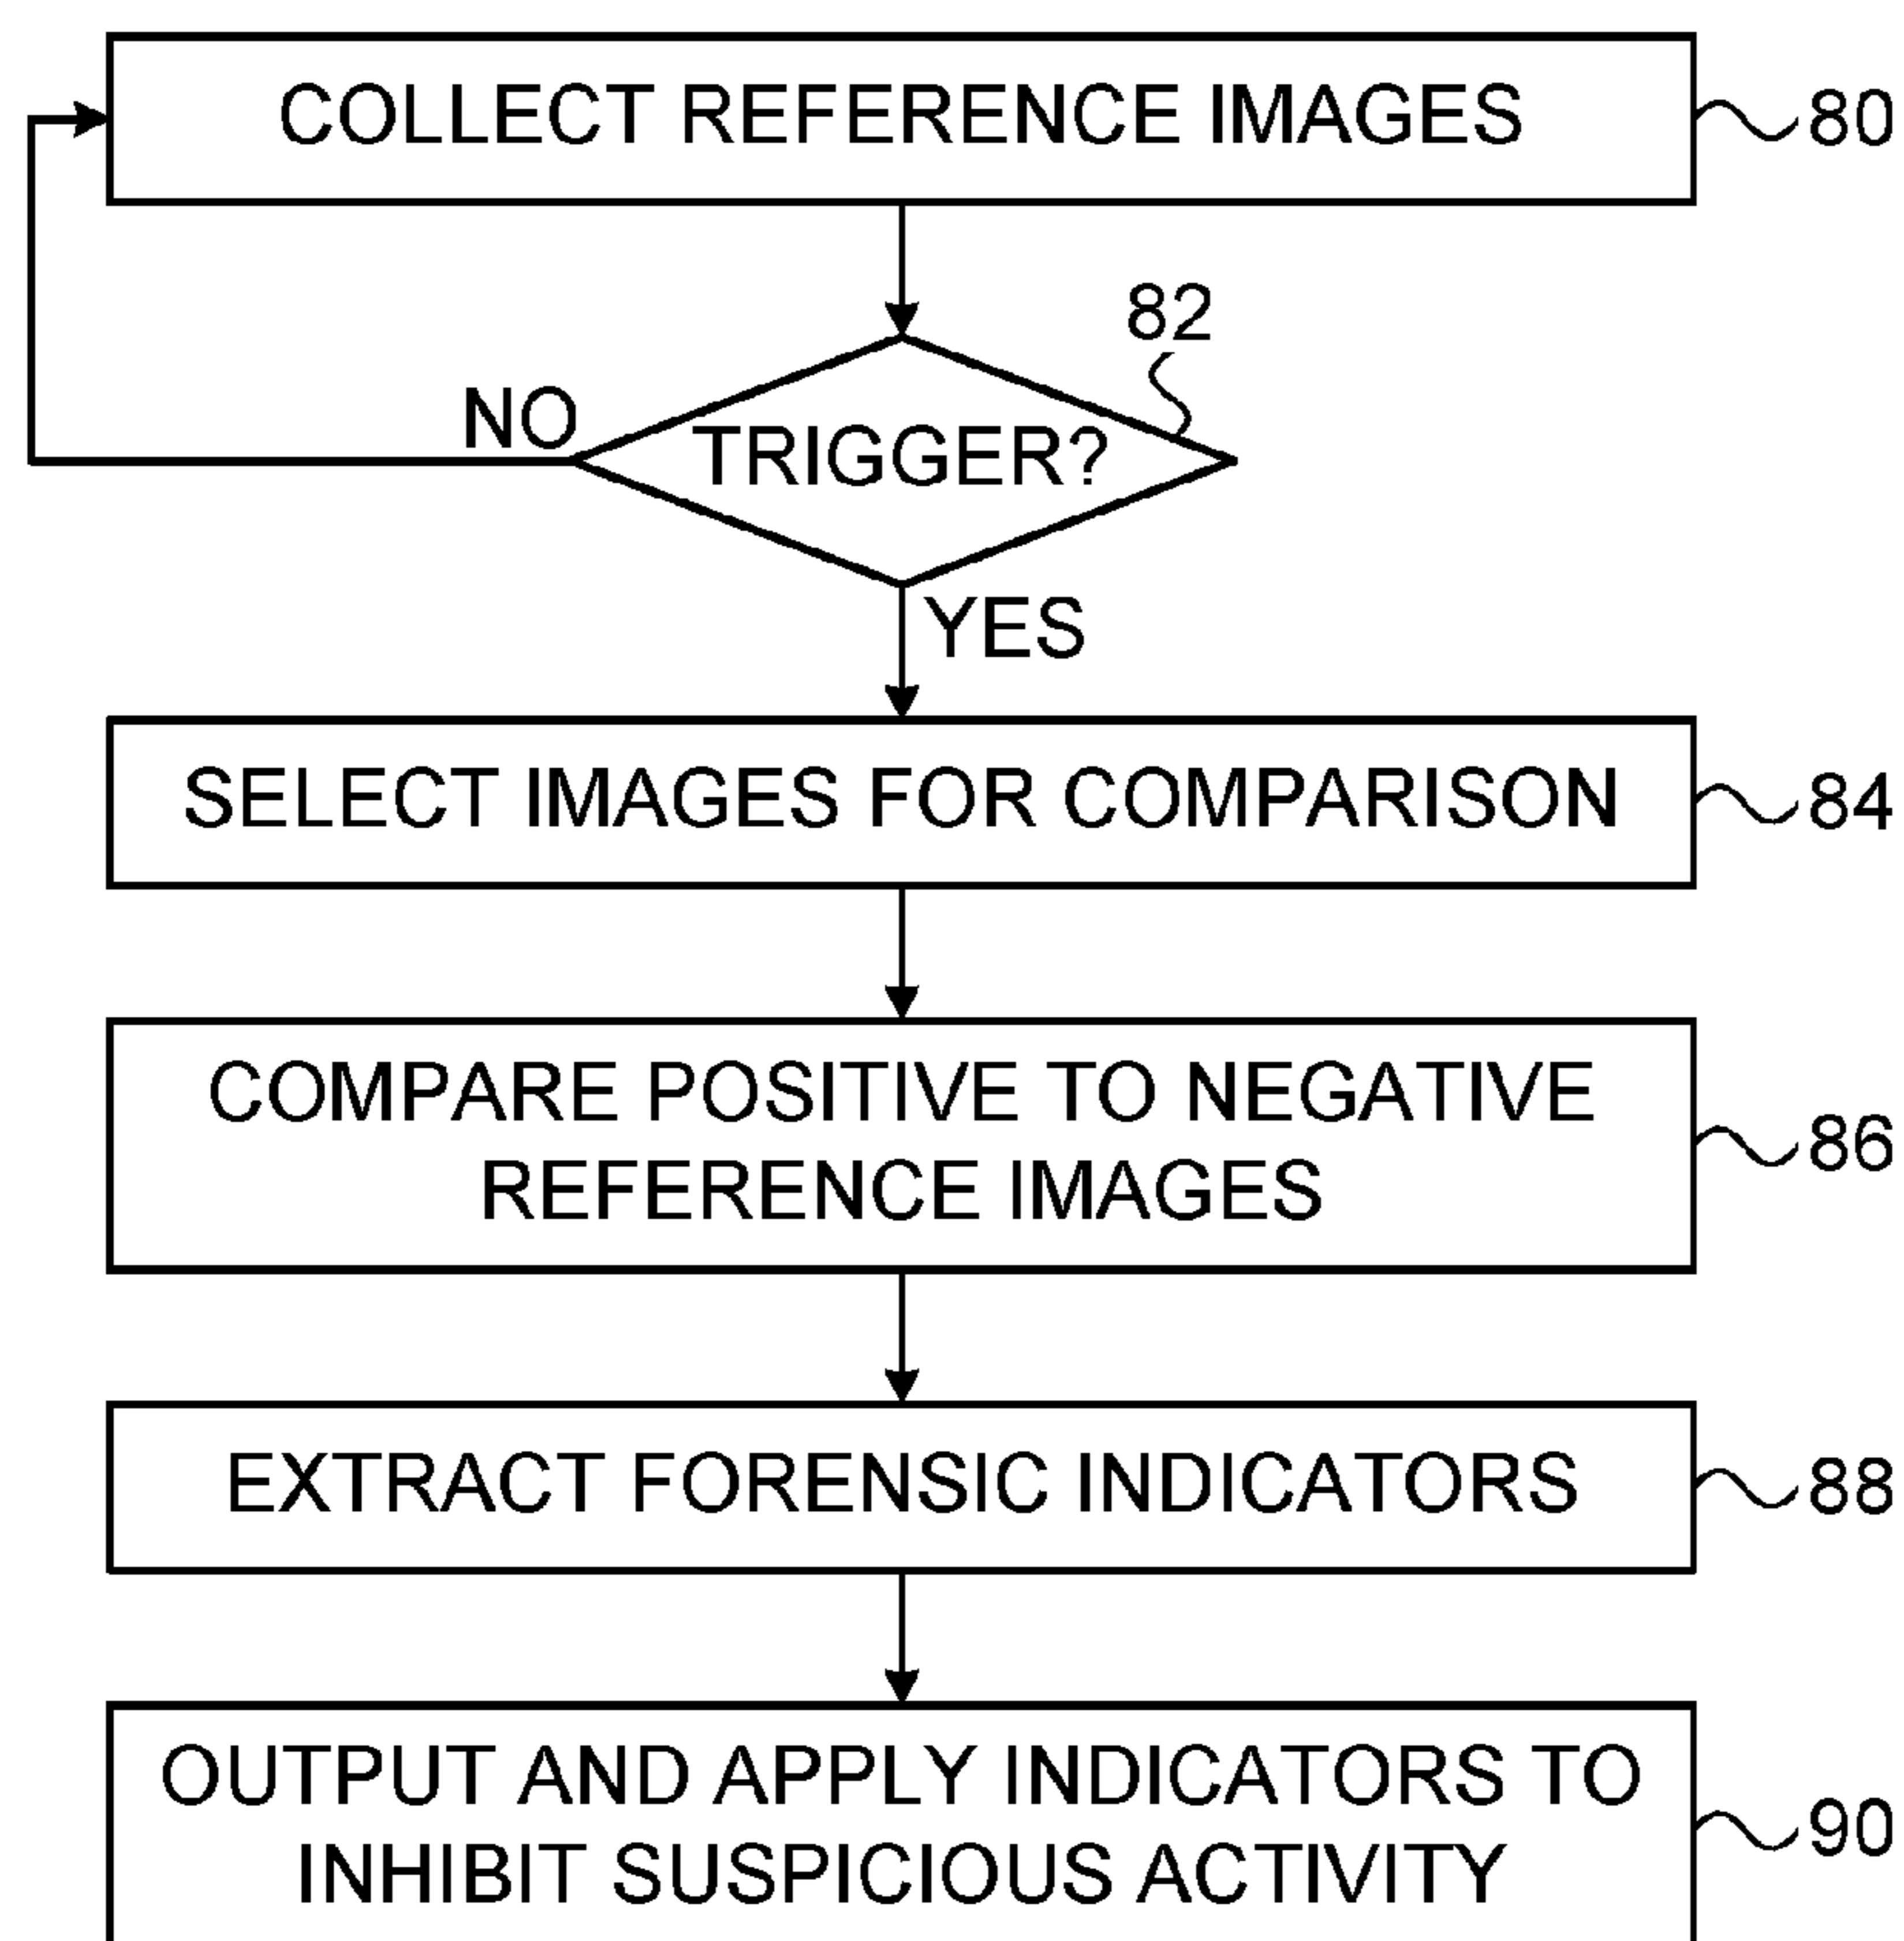 COLLECT REFERENCE IMAGES
80
82
NO
TRIGGER?
YES
SELECT IMAGES FOR COMPARISON
84
COMPARE POSITIVE TO NEGATIVE
REFERENCE IMAGES
86
EXTRACT FORENSIC INDICATORS
88
OUTPUT AND APPLY INDICATORS TO
INHIBIT SUSPICIOUS ACTIVITY
90